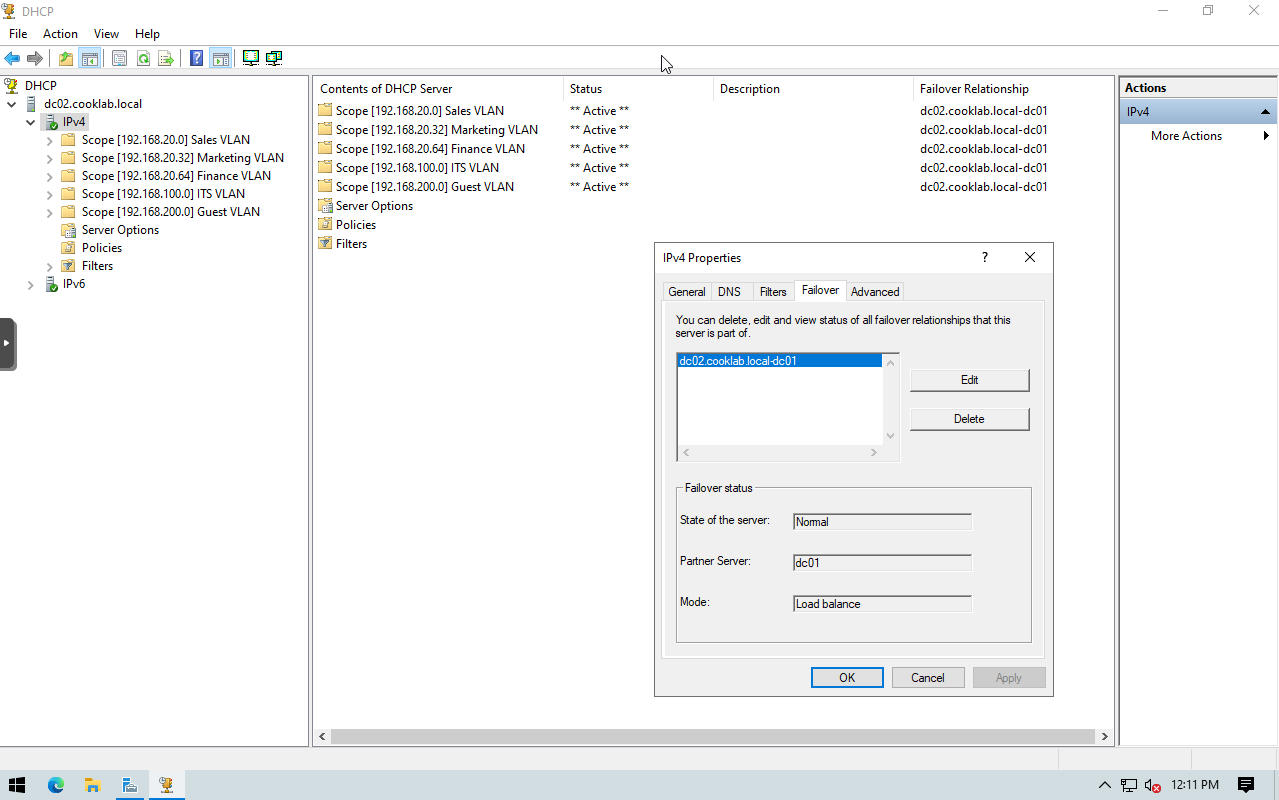 DHCP
File Action View Help
DHCP
dc02.cooklab.local
IPv4
Scope [192.168.20.0] Sales VLAN
Scope [192.168.20.32] Marketing VLAN
Scope [192.168.20.64] Finance VLAN
Scope [192.168.100.0] ITS VLAN
Scope [192.168.200.0] Guest VLAN
Server Options
Policies
Filters
IPv6
Contents of DHCP Server Status Description Failover Relationship
Scope [192.168.20.0] Sales VLAN ** Active ** dc02.cooklab.local-dc01
Scope [192.168.20.32] Marketing VLAN ** Active ** dc02.cooklab.local-dc01
Scope [192.168.20.64] Finance VLAN ** Active ** dc02.cooklab.local-dc01
Scope [192.168.100.0] ITS VLAN ** Active ** dc02.cooklab.local-dc01
Scope [192.168.200.0] Guest VLAN ** Active ** dc02.cooklab.local-dc01
Server Options
Policies
Filters
IPv4 Properties ?
General DNS Filters Failover Advanced
You can delete, edit and view status of all failover relationships that this
server is part of.
dc02.cooklab.local-dc01
Edit
Delete
Failover status
State of the server: Normal
Partner Server: dc01
Mode: Load balance
OK Cancel Apply
Actions
IPv4
More Actions
12:11 PM